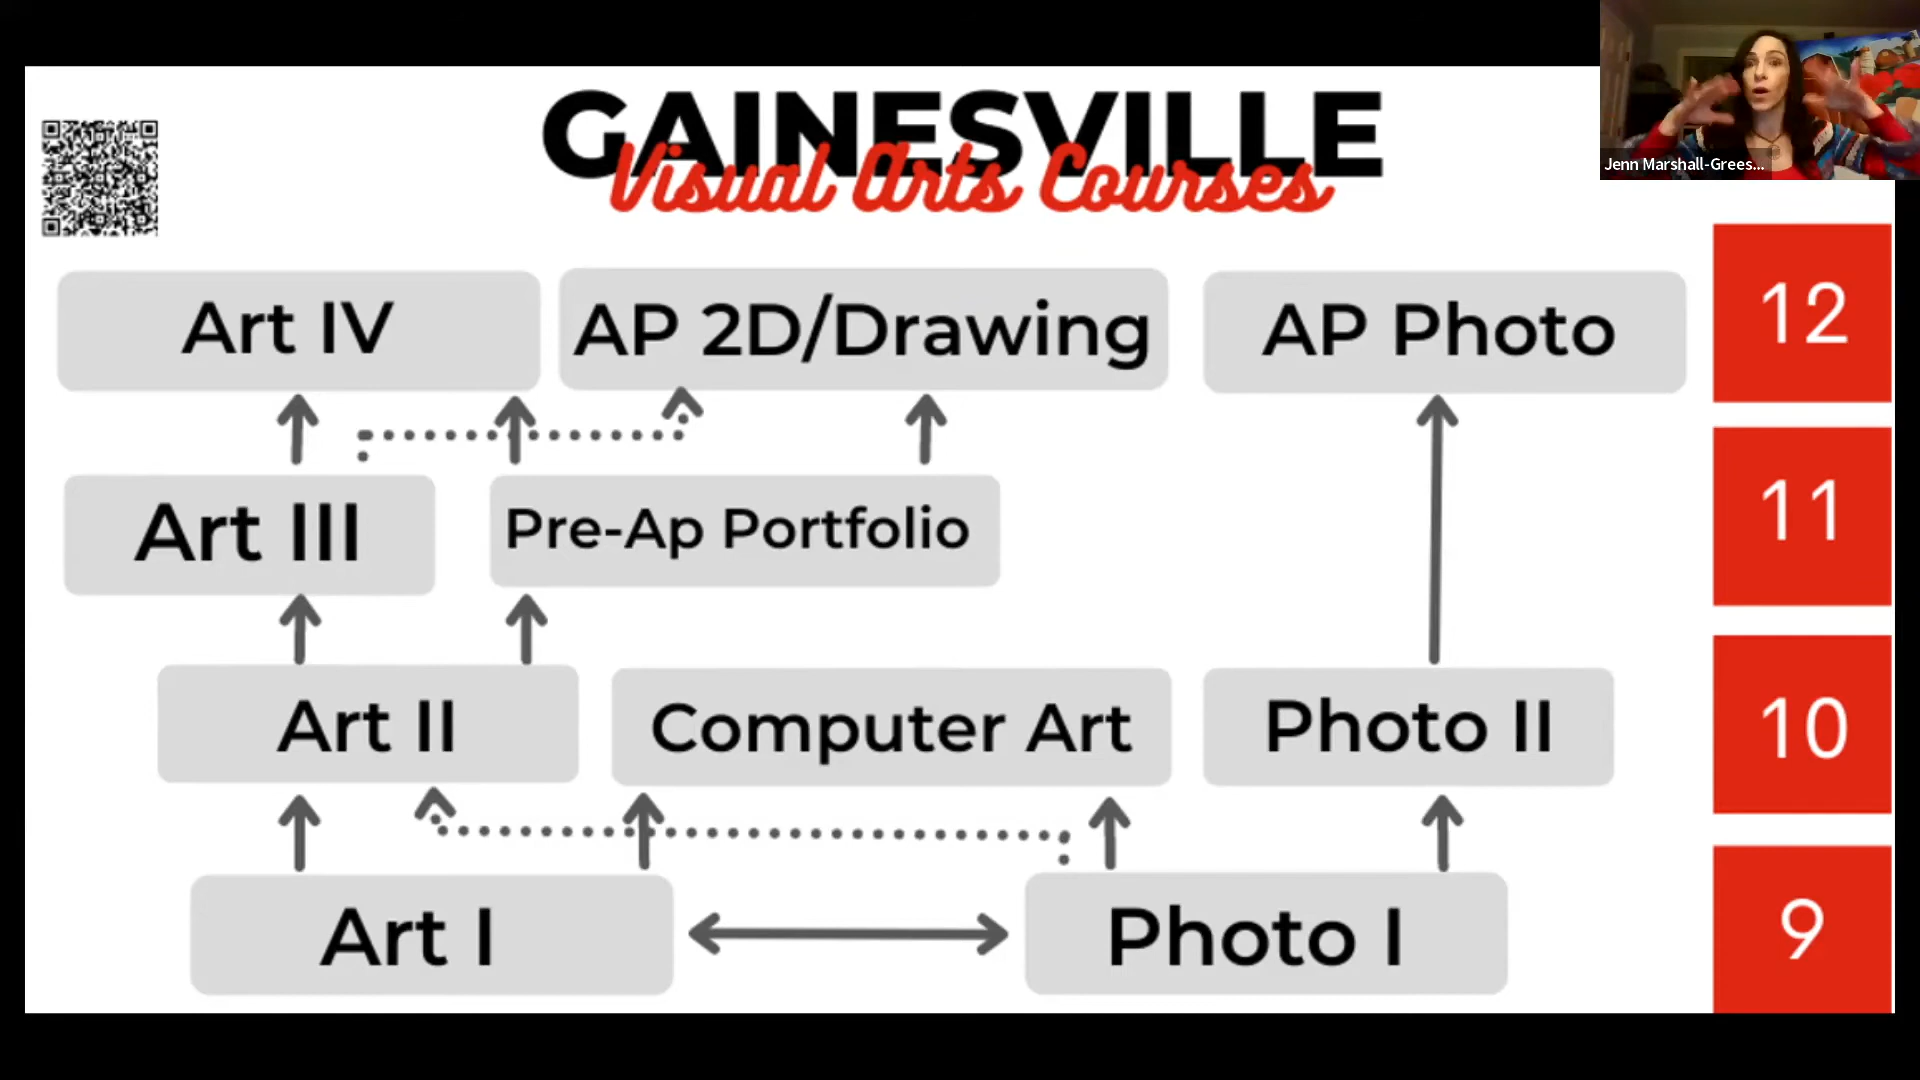 GAINESVILLE
Visual Arts Courses
Jenn Marshall-Grees...
Art IV
AP 2D/Drawing
AP Photo
12
Art III
Pre-Ap Portfolio
11
Art II
Computer Art
Photo II
10
Art I
Photo I
9